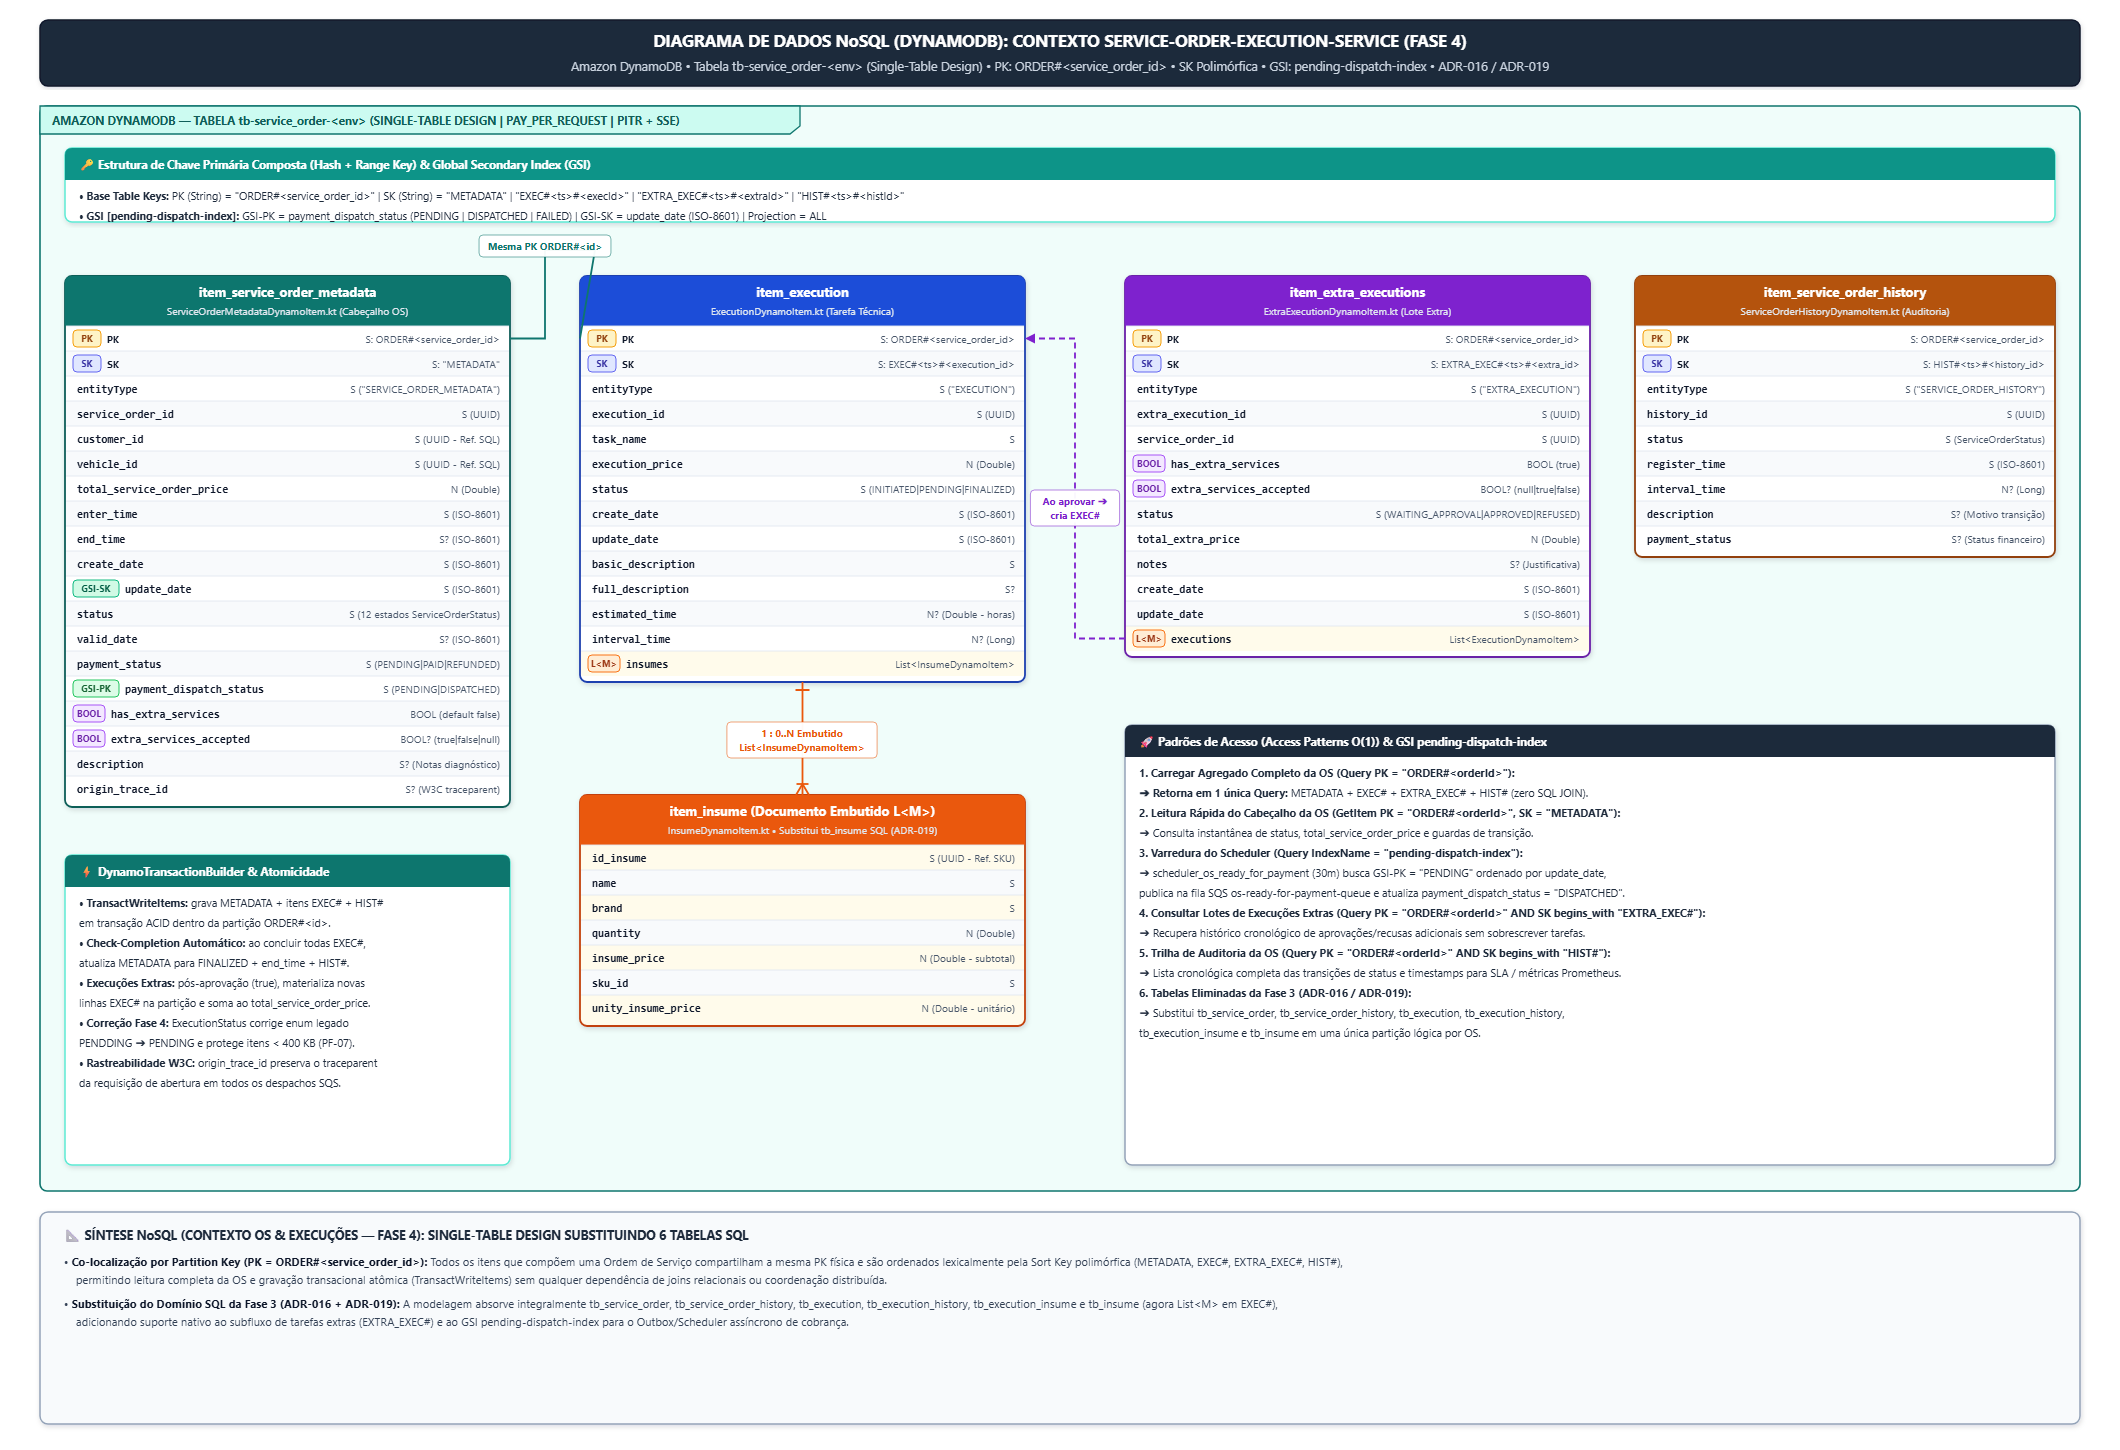 DIAGRAMA DE DADOS NoSQL (DYNAMODB): CONTEXTO SERVICE-ORDER-EXECUTION-SERVICE (FASE 4)
Amazon DynamoDB • Tabela tb-service_order-<env> (Single-Table Design) • PK: ORDER#<service_order_id> • SK Polimórfica • GSI: pending-dispatch-index • ADR-016 / ADR-019
AMAZON DYNAMODB — TABELA tb-service_order-<env> (SINGLE-TABLE DESIGN | PAY_PER_REQUEST | PITR + SSE)
🔑 Estrutura de Chave Primária Composta (Hash + Range Key) & Global Secondary Index (GSI)
• Base Table Keys: PK (String) = "ORDER#<service_order_id>" | SK (String) = "METADATA" | "EXEC#<ts>#<execId>" | "EXTRA_EXEC#<ts>#<extraId>" | "HIST#<ts>#<histId>"
• GSI [pending-dispatch-index]: GSI-PK = payment_dispatch_status (PENDING | DISPATCHED | FAILED) | GSI-SK = update_date (ISO-8601) | Projection = ALL
Mesma PK ORDER#<id>
item_service_order_metadata
ServiceOrderMetadataDynamoItem.kt (Cabeçalho OS)
PK PK S: ORDER#<service_order_id>
SK SK S: "METADATA"
entityType S ("SERVICE_ORDER_METADATA")
service_order_id S (UUID)
customer_id S (UUID - Ref. SQL)
vehicle_id S (UUID - Ref. SQL)
total_service_order_price N (Double)
enter_time S (ISO-8601)
end_time S? (ISO-8601)
create_date S (ISO-8601)
GSI-SK update_date S (ISO-8601)
status S (12 estados ServiceOrderStatus)
valid_date S? (ISO-8601)
payment_status S (PENDING|PAID|REFUNDED)
GSI-PK payment_dispatch_status S (PENDING|DISPATCHED)
BOOL has_extra_services BOOL (default false)
BOOL extra_services_accepted BOOL? (true|false|null)
description S? (Notas diagnóstico)
origin_trace_id S? (W3C traceparent)
item_execution
ExecutionDynamoItem.kt (Tarefa Técnica)
PK PK S: ORDER#<service_order_id>
SK SK S: EXEC#<ts>#<execution_id>
entityType S ("EXECUTION")
execution_id S (UUID)
task_name S
execution_price N (Double)
status S (INITIATED|PENDING|FINALIZED)
create_date S (ISO-8601)
update_date S (ISO-8601)
basic_description S
full_description S?
estimated_time N? (Double - horas)
interval_time N? (Long)
L<M> insumes List<InsumeDynamoItem>
Ao aprovar ➔
cria EXEC#
item_extra_executions
ExtraExecutionDynamoItem.kt (Lote Extra)
PK PK S: ORDER#<service_order_id>
SK SK S: EXTRA_EXEC#<ts>#<extra_id>
entityType S ("EXTRA_EXECUTION")
extra_execution_id S (UUID)
service_order_id S (UUID)
BOOL has_extra_services BOOL (true)
BOOL extra_services_accepted BOOL? (null|true|false)
status S (WAITING_APPROVAL|APPROVED|REFUSED)
total_extra_price N (Double)
notes S? (Justificativa)
create_date S (ISO-8601)
update_date S (ISO-8601)
L<M> executions List<ExecutionDynamoItem>
item_service_order_history
ServiceOrderHistoryDynamoItem.kt (Auditoria)
PK PK S: ORDER#<service_order_id>
SK SK S: HIST#<ts>#<history_id>
entityType S ("SERVICE_ORDER_HISTORY")
history_id S (UUID)
status S (ServiceOrderStatus)
register_time S (ISO-8601)
interval_time N? (Long)
description S? (Motivo transição)
payment_status S? (Status financeiro)
1 : 0..N Embutido
List<InsumeDynamoItem>
item_insume (Documento Embutido L<M>)
InsumeDynamoItem.kt • Substitui tb_insume SQL (ADR-019)
id_insume S (UUID - Ref. SKU)
name S
brand S
quantity N (Double)
insume_price N (Double - subtotal)
sku_id S
unity_insume_price N (Double - unitário)
⚡ DynamoTransactionBuilder & Atomicidade
• TransactWriteItems: grava METADATA + itens EXEC# + HIST#
em transação ACID dentro da partição ORDER#<id>.
• Check-Completion Automático: ao concluir todas EXEC#,
atualiza METADATA para FINALIZED + end_time + HIST#.
• Execuções Extras: pós-aprovação (true), materializa novas
linhas EXEC# na partição e soma ao total_service_order_price.
• Correção Fase 4: ExecutionStatus corrige enum legado
PENDDING ➔ PENDING e protege itens < 400 KB (PF-07).
• Rastreabilidade W3C: origin_trace_id preserva o traceparent
da requisição de abertura em todos os despachos SQS.
🚀 Padrões de Acesso (Access Patterns O(1)) & GSI pending-dispatch-index
1. Carregar Agregado Completo da OS (Query PK = "ORDER#<orderId>"):
➔ Retorna em 1 única Query: METADATA + EXEC# + EXTRA_EXEC# + HIST# (zero SQL JOIN).
2. Leitura Rápida do Cabeçalho da OS (GetItem PK = "ORDER#<orderId>", SK = "METADATA"):
➔ Consulta instantânea de status, total_service_order_price e guardas de transição.
3. Varredura do Scheduler (Query IndexName = "pending-dispatch-index"):
➔ scheduler_os_ready_for_payment (30m) busca GSI-PK = "PENDING" ordenado por update_date,
publica na fila SQS os-ready-for-payment-queue e atualiza payment_dispatch_status = "DISPATCHED".
4. Consultar Lotes de Execuções Extras (Query PK = "ORDER#<orderId>" AND SK begins_with "EXTRA_EXEC#"):
➔ Recupera histórico cronológico de aprovações/recusas adicionais sem sobrescrever tarefas.
5. Trilha de Auditoria da OS (Query PK = "ORDER#<orderId>" AND SK begins_with "HIST#"):
➔ Lista cronológica completa das transições de status e timestamps para SLA / métricas Prometheus.
6. Tabelas Eliminadas da Fase 3 (ADR-016 / ADR-019):
➔ Substitui tb_service_order, tb_service_order_history, tb_execution, tb_execution_history,
tb_execution_insume e tb_insume em uma única partição lógica por OS.
📐 SÍNTESE NoSQL (CONTEXTO OS & EXECUÇÕES — FASE 4): SINGLE-TABLE DESIGN SUBSTITUINDO 6 TABELAS SQL
• Co-localização por Partition Key (PK = ORDER#<service_order_id>): Todos os itens que compõem uma Ordem de Serviço compartilham a mesma PK física e são ordenados lexicalmente pela Sort Key polimórfica (METADATA, EXEC#, EXTRA_EXEC#, HIST#),
permitindo leitura completa da OS e gravação transacional atômica (TransactWriteItems) sem qualquer dependência de joins relacionais ou coordenação distribuída.
• Substituição do Domínio SQL da Fase 3 (ADR-016 + ADR-019): A modelagem absorve integralmente tb_service_order, tb_service_order_history, tb_execution, tb_execution_history, tb_execution_insume e tb_insume (agora List<M> em EXEC#),
adicionando suporte nativo ao subfluxo de tarefas extras (EXTRA_EXEC#) e ao GSI pending-dispatch-index para o Outbox/Scheduler assíncrono de cobrança.